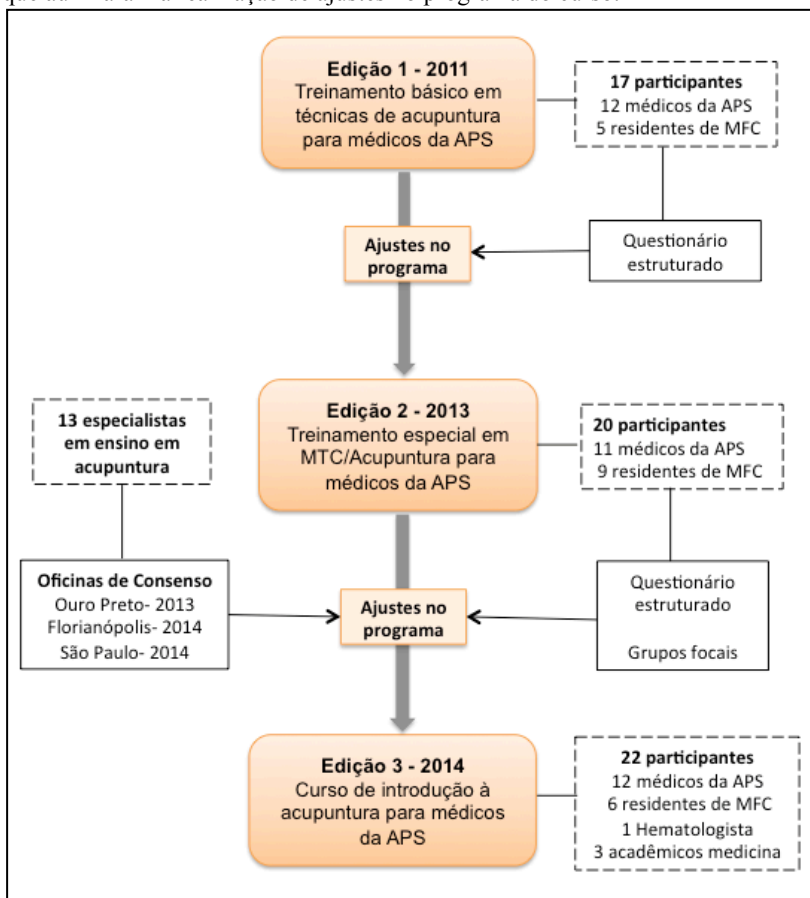 Edição 1 - 2011
Treinamento básico em
técnicas de acupuntura
para médicos da APS
17 participantes
12 médicos da APS
5 residentes de MFC
Ajustes no
programa
Questionário
estruturado
13 especialistas
em ensino em
acupuntura
Edição 2 - 2013
Treinamento especial em
MTC/Acupuntura para
médicos da APS
20 participantes
11 médicos da APS
9 residentes de MFC
Oficinas de Consenso
Ouro Preto- 2013
Florianópolis- 2014
São Paulo- 2014
Ajustes no
programa
Questionário
estruturado
Grupos focais
Edição 3 - 2014
Curso de introdução à
acupuntura para médicos
da APS
22 participantes
12 médicos da APS
6 residentes de MFC
1 Hematologista
3 acadêmicos medicina